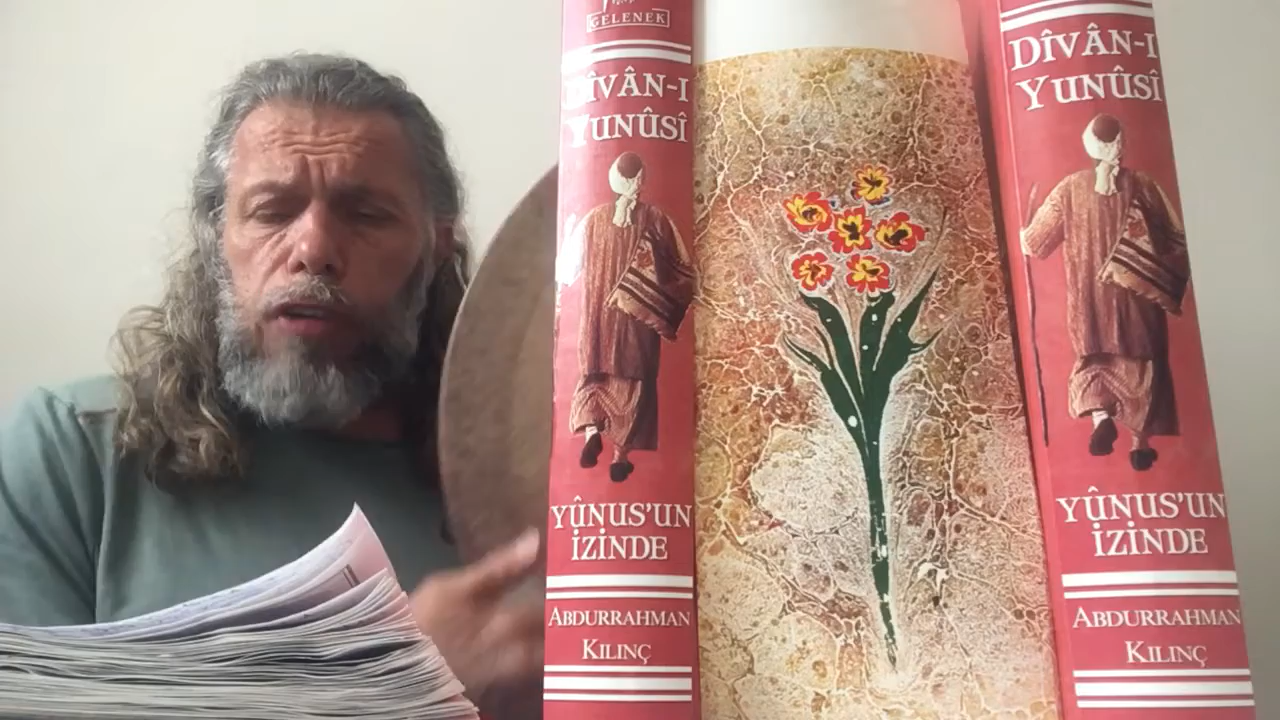 GELENEK
DÎVÂN-I
YUNÛSÎ
YÛNUS'UN
İZİNDE
ABDURRAHMAN
KILINÇ
DÎVÂN-I
YUNÛSÎ
YÛNUS'UN
İZİNDE
ABDURRAHMAN
KILINÇ